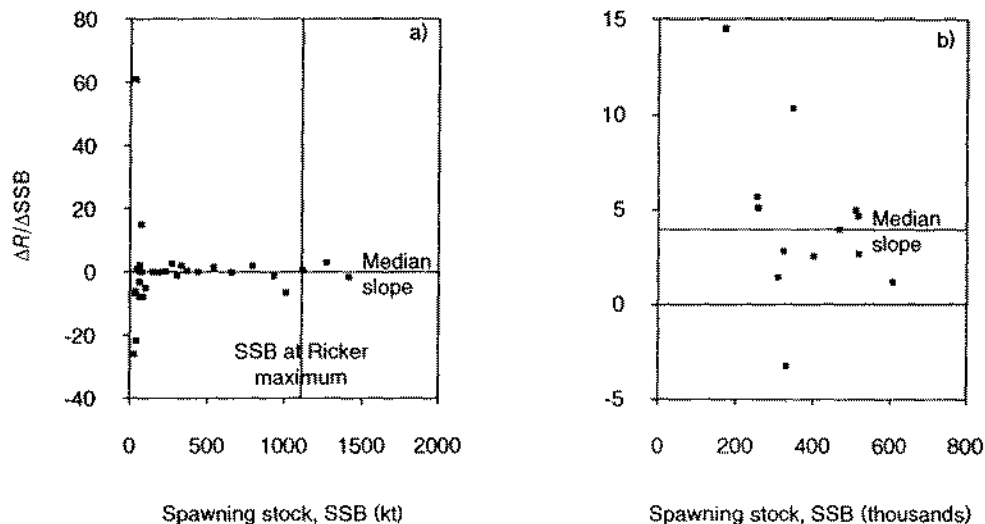 a)
80
60
40
20
0
-20
-40
ΔR/ΔSSB
Median
slope
SSB at Ricker
maximum
0 500 1000 1500 2000
Spawning stock, SSB (kt)
b)
15
10
5
0
-5
Median
slope
0 200 400 600 800
Spawning stock, SSB (thousands)